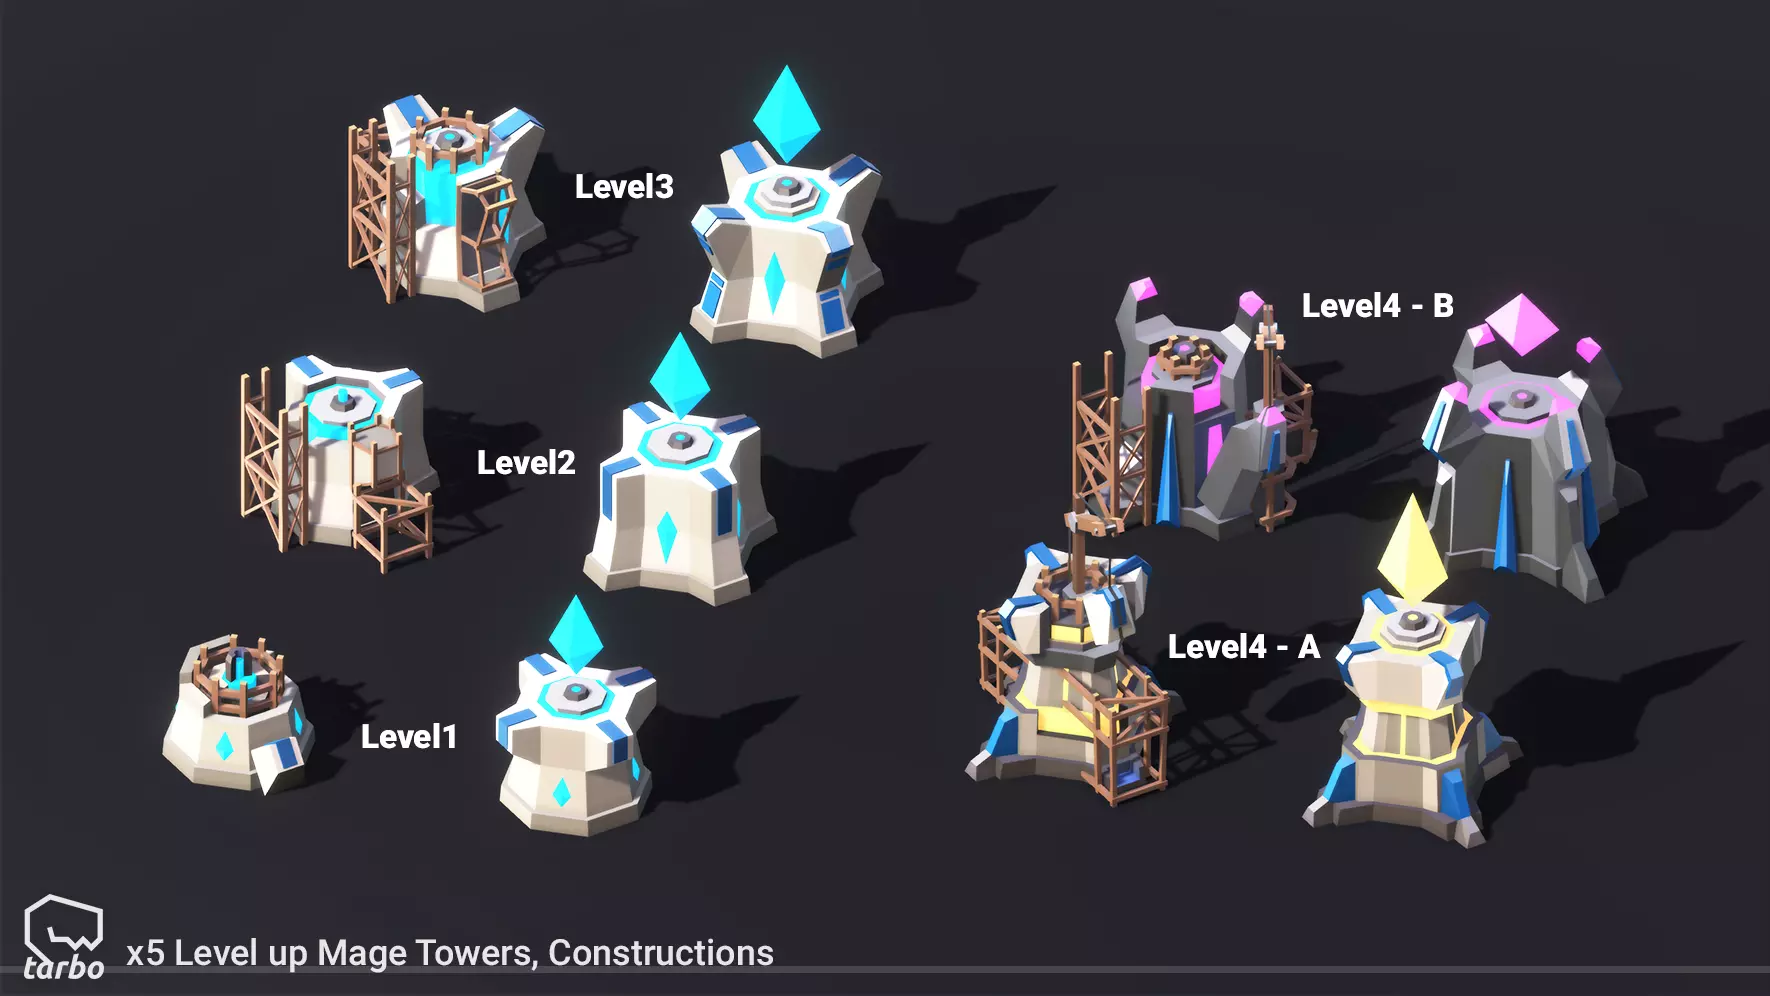 Level3
Level4 - B
Level2
Level4 - A
Level1
tarbo
x5 Level up Mage Towers, Constructions